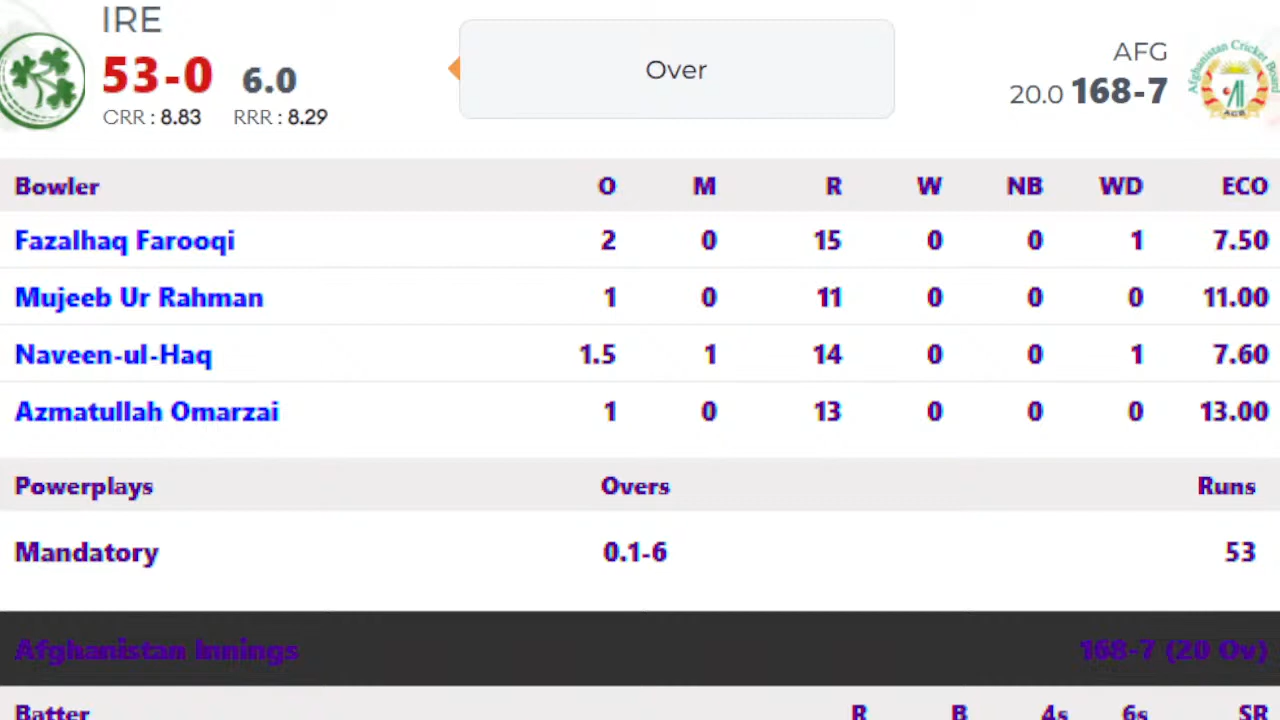 IRE
53-0 6.0
CRR : 8.83 RRR : 8.29
Over
AFG
20.0 168-7
Afghanistan Cricket Board
ACB
Bowler O M R W NB WD ECO
Fazalhaq Farooqi 2 0 15 0 0 1 7.50
Mujeeb Ur Rahman 1 0 11 0 0 0 11.00
Naveen-ul-Haq 1.5 1 14 0 0 1 7.60
Azmatullah Omarzai 1 0 13 0 0 0 13.00
Powerplays Overs Runs
Mandatory 0.1-6 53
Afghanistan Innings 168-7 (20 Ov)
Batter R B 4s 6s SR